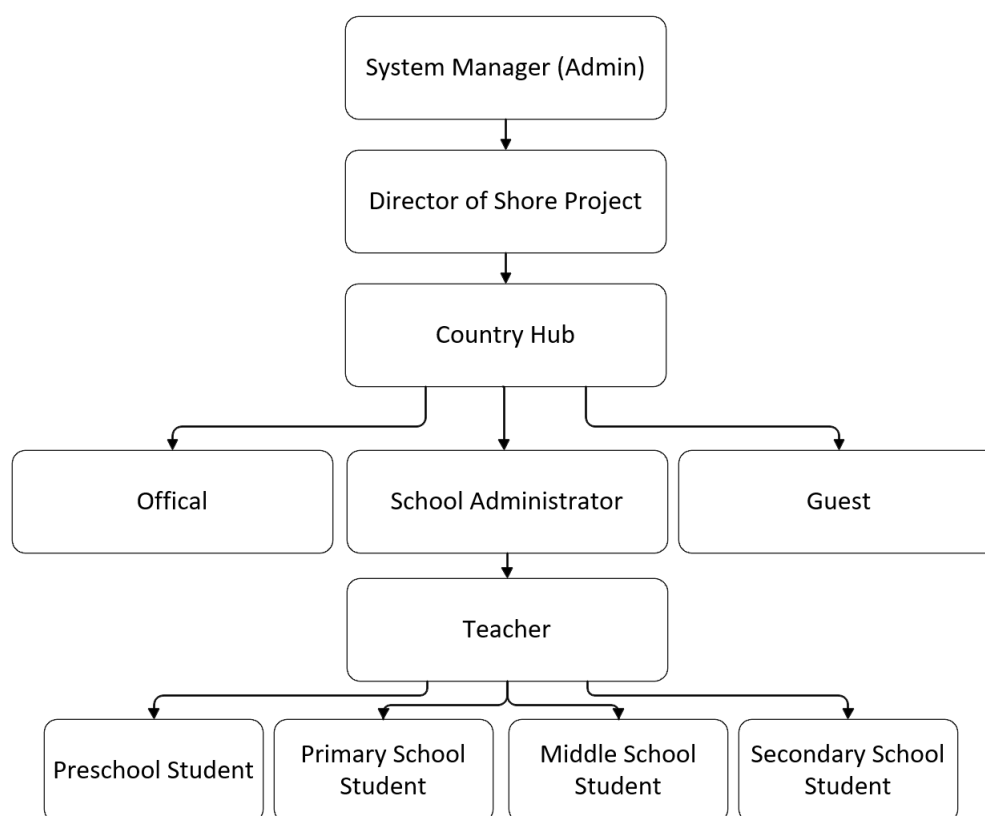 System Manager (Admin)
Director of Shore Project
Country Hub
Offical
School Administrator
Guest
Teacher
Preschool Student
Primary School
Student
Middle School
Student
Secondary School
Student